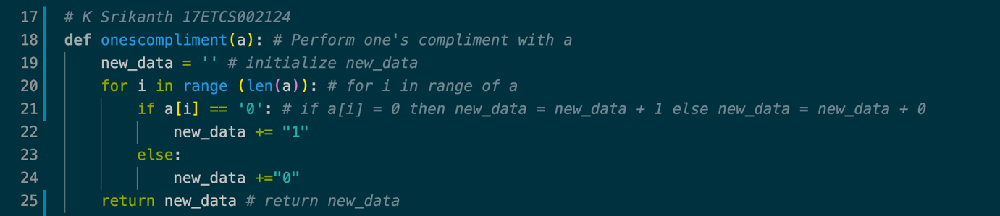 17 # K Srikanth 17ETCS002124
18 def onescompliment(a): # Perform one's compliment with a
19     new_data = '' # initialize new_data
20     for i in range (len(a)): # for i in range of a
21         if a[i] == '0': # if a[i] = 0 then new_data = new_data + 1 else new_data = new_data + 0
22             new_data += "1"
23         else:
24             new_data +="0"
25     return new_data # return new_data